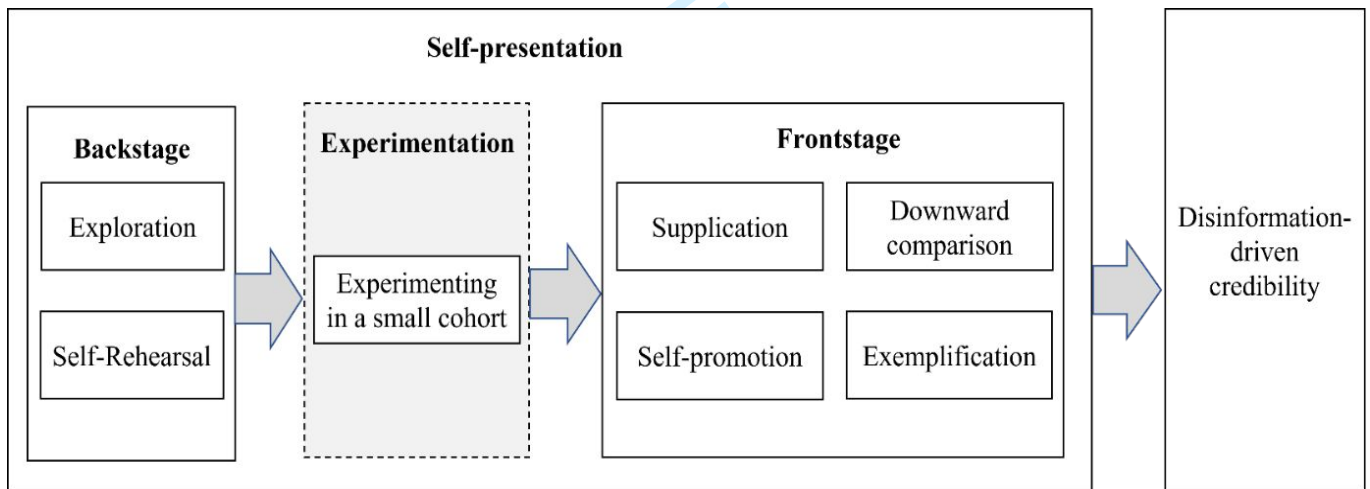 Self-presentation
Backstage
Exploration
Self-Rehearsal
Experimentation
Experimenting
in a small cohort
Frontstage
Supplication
Downward
comparison
Self-promotion
Exemplification
Disinformation-
driven
credibility